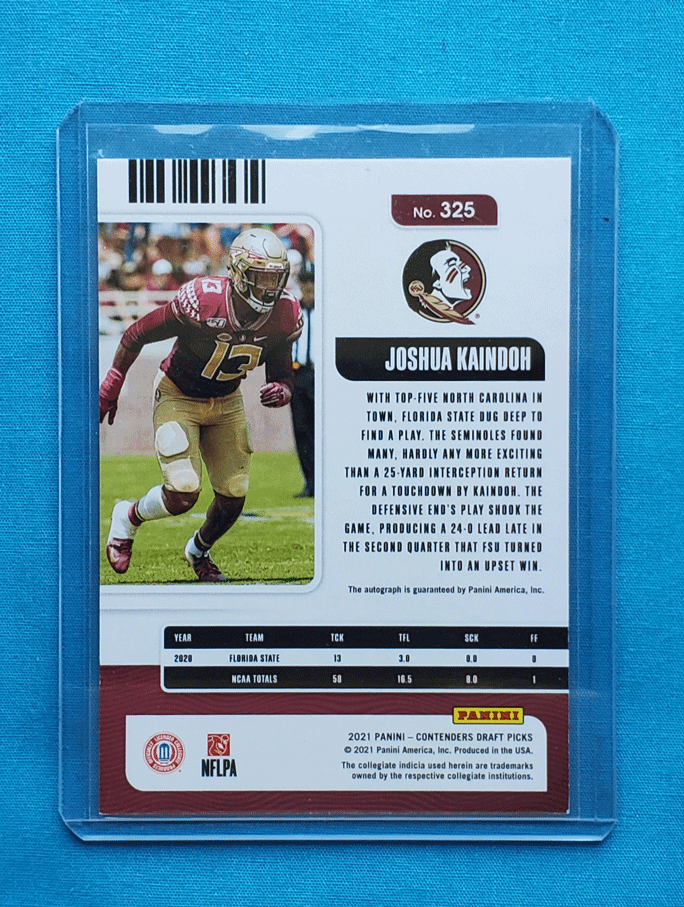 No. 325
13
13
JOSHUA KAINDOH
WITH TOP-FIVE NORTH CAROLINA IN
TOWN, FLORIDA STATE DUG DEEP TO
FIND A PLAY. THE SEMINOLES FOUND
MANY, HARDLY ANY MORE EXCITING
THAN A 25-YARD INTERCEPTION RETURN
FOR A TOUCHDOWN BY KAINDOH. THE
DEFENSIVE END'S PLAY SHOOK THE
GAME, PRODUCING A 24-0 LEAD LATE IN
THE SECOND QUARTER THAT FSU TURNED
INTO AN UPSET WIN.
The autograph is guaranteed by Panini America, Inc.
YEAR TEAM TCK TFL SCK FF
2020 FLORIDA STATE 13 3.0 0.0 0
NCAA TOTALS 58 16.5 8.0 1
PANINI
2021 PANINI – CONTENDERS DRAFT PICKS
© 2021 Panini America, Inc. Produced in the USA.
The collegiate indicia used herein are trademarks
owned by the respective collegiate institutions.
OFFICIALLY LICENSED COLLEGIATE PRODUCTS
NFLPA